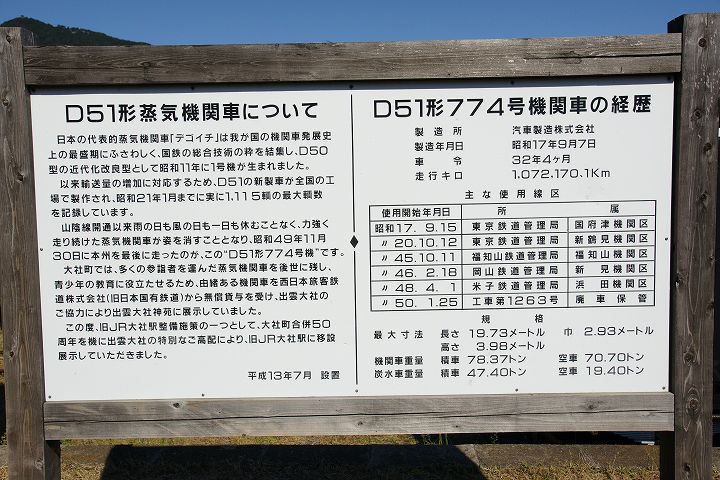 D51形蒸気機関車について
日本の代表的蒸気機関車「デゴイチ」は我が国の機関車発展史
上の最盛期にふさわしく、国鉄の総合技術の粋を結集し、D50
型の近代化改良型として昭和11年に1号機が生まれました。
以来輸送量の増加に対応するため、D51の新製車が全国の工
場で製作され、昭和21年1月までに実に1,115輌の最大輌数
を記録しています。
山陰線開通以来雨の日も風の日も一日も休むことなく、力強く
走り続けた蒸気機関車が姿を消すこととなり、昭和49年11月
30日に本州を最後に走ったのが、この"D51形774号機"です。
大社町では、多くの参詣者を運んだ蒸気機関車を後世に残し、
青少年の教育に役立たせるため、由緒ある機関車を西日本旅客鉄
道株式会社(旧日本国有鉄道)から無償貸与を受け、出雲大社の
ご協力により出雲大社神苑に展示していました。
この度、旧JR大社駅整備施策の一つとして、大社町合併50
周年を機に出雲大社の特別なご高配により、旧JR大社駅に移設
展示していただきました。
平成13年7月 設置
D51形774号機関車の経歴
製造所 汽車製造株式会社
製造年月日 昭和17年9月7日
車令 32年4ヶ月
走行キロ 1.072.170.1Km
主な使用線区
使用開始年月日 所属
昭和17. 9.15 東京鉄道管理局 国府津機関区
〃20.10.12 東京鉄道管理局 新鶴見機関区
〃45.10.11 福知山鉄道管理局 福知山機関区
〃46. 2.18 岡山鉄道管理局 新見機関区
〃48. 4. 1 米子鉄道管理局 浜田機関区
〃50. 1.25 工車第1263号 廃車保管
規格
最大寸法 長さ 19.73メートル 巾 2.93メートル
高さ 3.98メートル
機関車重量 積車 78.37トン 空車 70.70トン
炭水車重量 積車 47.40トン 空車 19.40トン